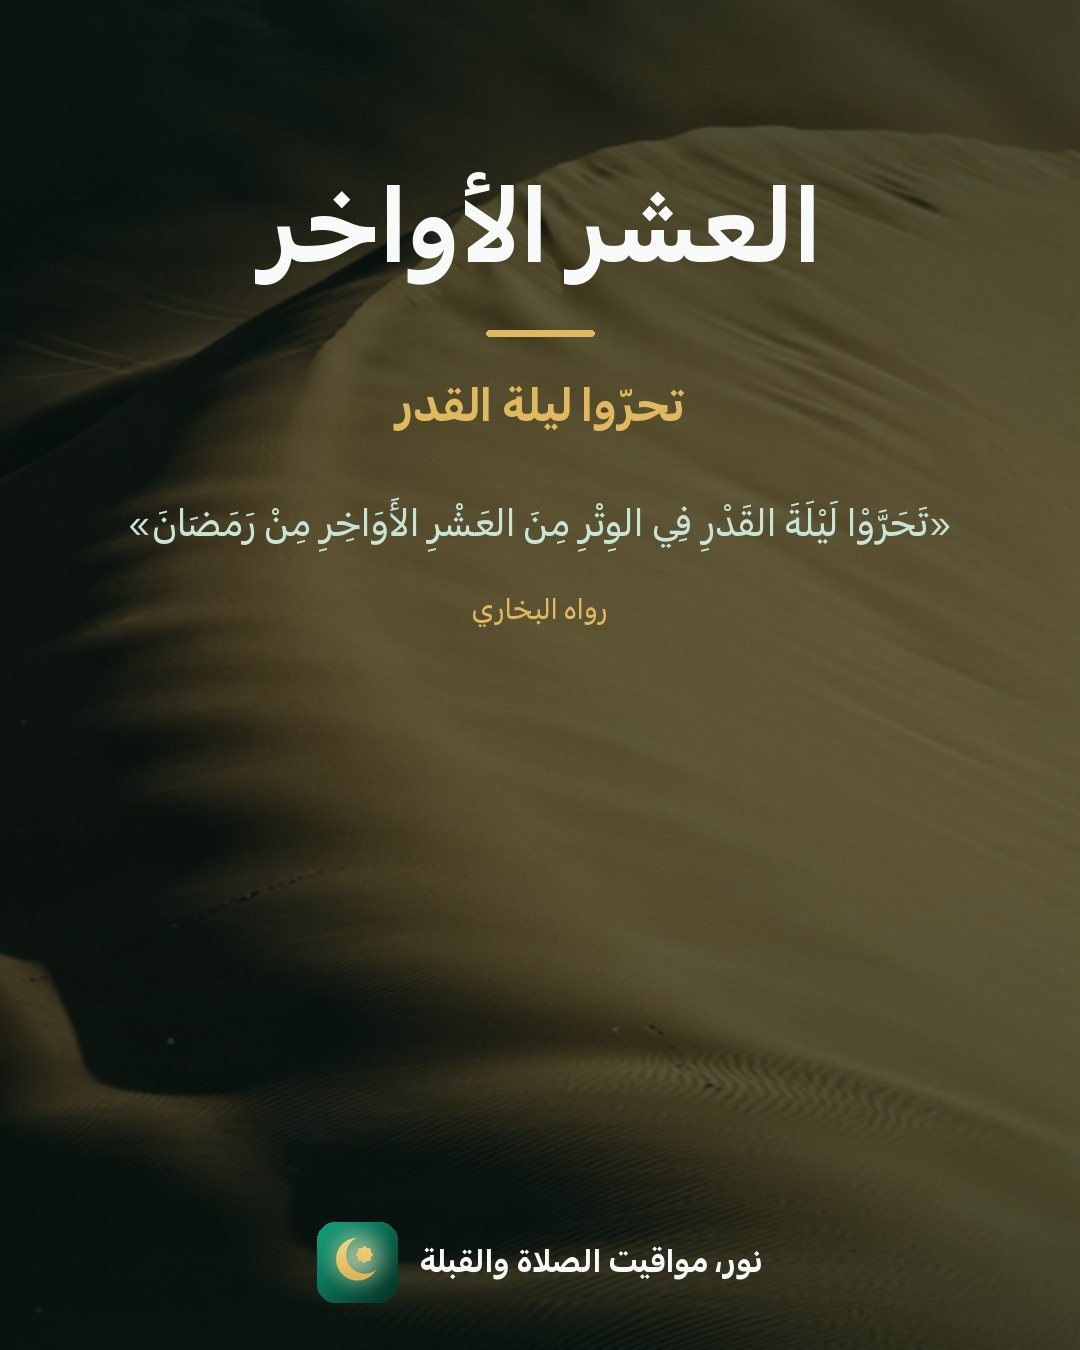 العشر الأواخر
تحرّوا ليلة القدر
«تَحَرَّوْا لَيْلَةَ القَدْرِ فِي الوِتْرِ مِنَ العَشْرِ الأَوَاخِرِ مِنْ رَمَضَانَ»
رواه البخاري
نور، مواقيت الصلاة والقبلة